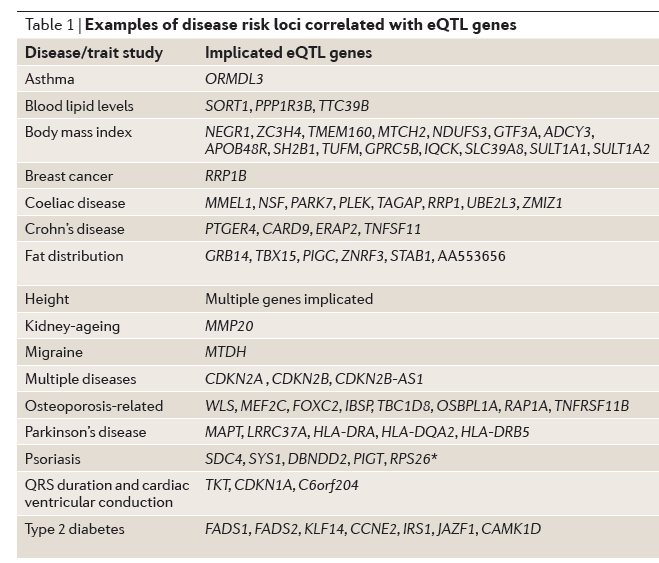 Table 1 | Examples of disease risk loci correlated with eQTL genes
Disease/trait study Implicated eQTL genes
Asthma ORMDL3
Blood lipid levels SORT1, PPP1R3B, TTC39B
Body mass index NEGR1, ZC3H4, TMEM160, MTCH2, NDUFS3, GTF3A, ADCY3,
APOB48R, SH2B1, TUFM, GPRC5B, IQCK, SLC39A8, SULT1A1, SULT1A2
Breast cancer RRP1B
Coeliac disease MMEL1, NSF, PARK7, PLEK, TAGAP, RRP1, UBE2L3, ZMIZ1
Crohn's disease PTGER4, CARD9, ERAP2, TNFSF11
Fat distribution GRB14, TBX15, PIGC, ZNRF3, STAB1, AA553656
Height Multiple genes implicated
Kidney-ageing MMP20
Migraine MTDH
Multiple diseases CDKN2A , CDKN2B, CDKN2B-AS1
Osteoporosis-related WLS, MEF2C, FOXC2, IBSP, TBC1D8, OSBPL1A, RAP1A, TNFRSF11B
Parkinson's disease MAPT, LRRC37A, HLA-DRA, HLA-DQA2, HLA-DRB5
Psoriasis SDC4, SYS1, DBNDD2, PIGT, RPS26*
QRS duration and cardiac TKT, CDKN1A, C6orf204
ventricular conduction
Type 2 diabetes FADS1, FADS2, KLF14, CCNE2, IRS1, JAZF1, CAMK1D